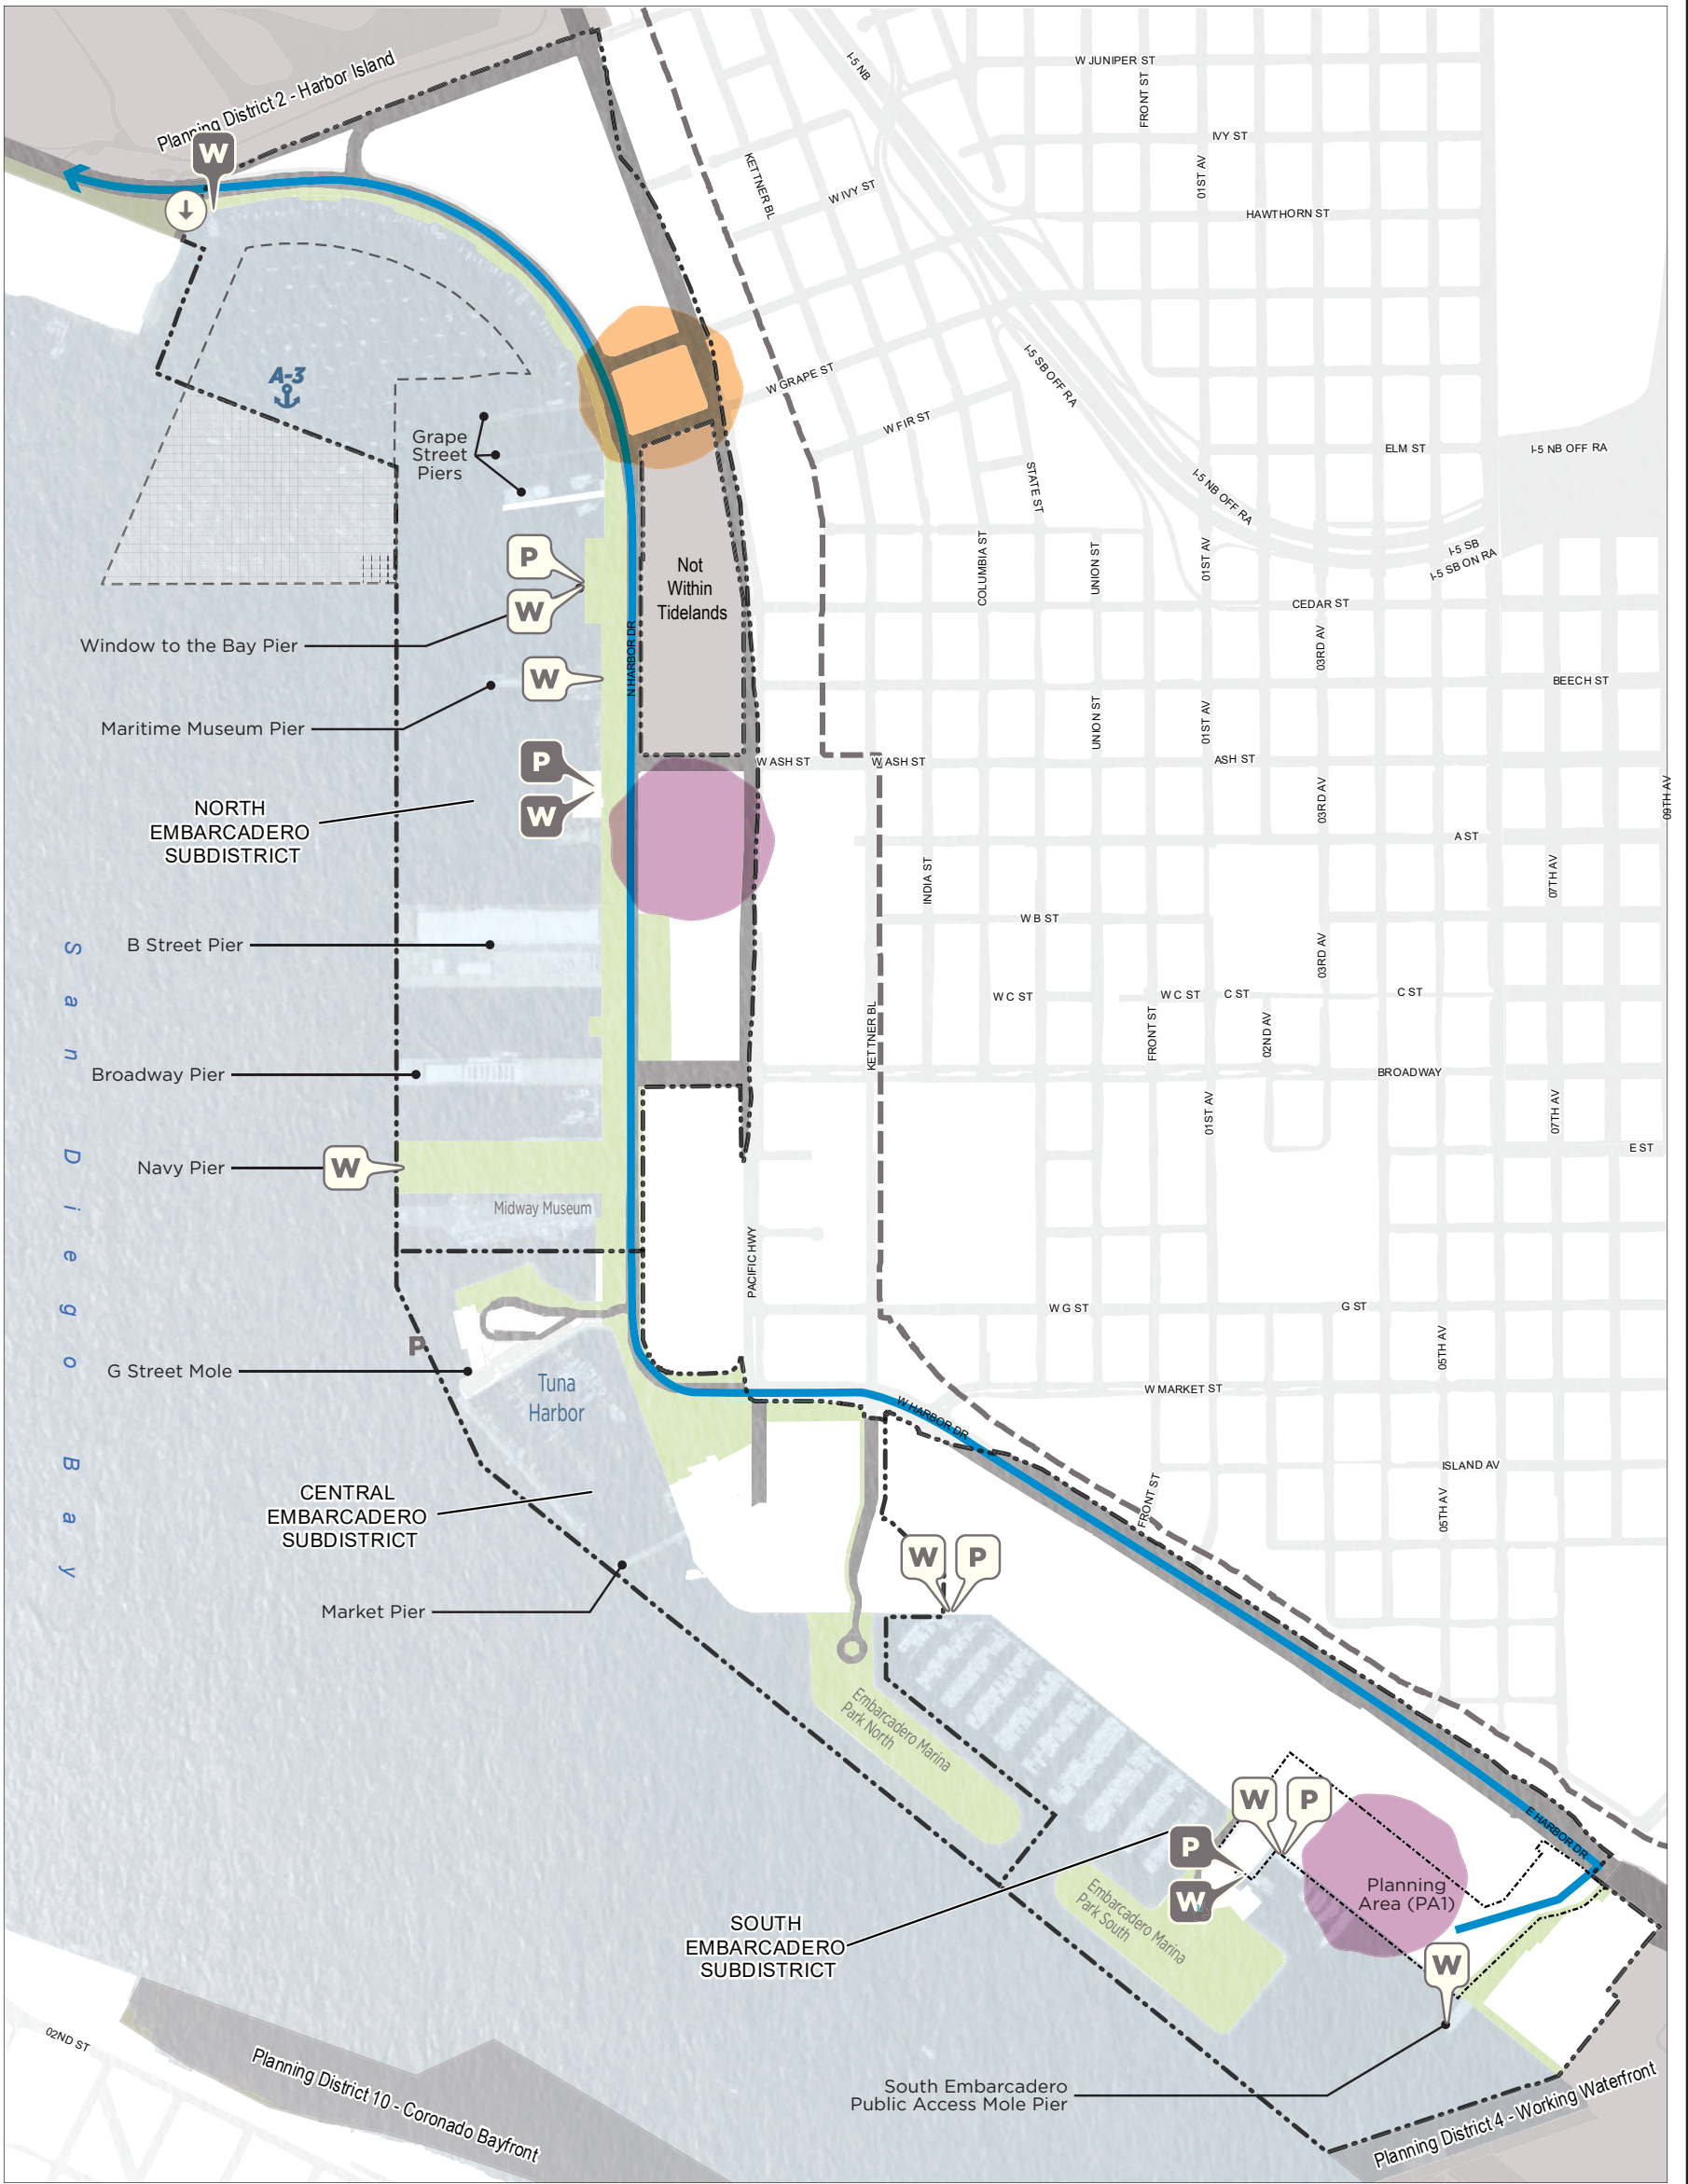 Planning District 2 - Harbor Island
W
↓
I-5 NB
W JUNIPER ST
FRONT ST
IVY ST
01ST AV
KETTNER BL
W IVY ST
HAWTHORN ST
A-3
Grape
Street
Piers
W GRAPE ST
W FIR ST
I-5 SB OFF RA
ELM ST
I-5 NB OFF RA
STATE ST
I-5 NB OFF RA
P
W
Not
Within
Tidelands
COLUMBIA ST
UNION ST
01ST AV
I-5 SB
I-5 SB ON RA
CEDAR ST
Window to the Bay Pier
N HARBOR DR
03RD AV
W
BEECH ST
Maritime Museum Pier
UNION ST
01ST AV
P
W
W ASH ST
W ASH ST
ASH ST
03RD AV
09TH AV
NORTH
EMBARCADERO
SUBDISTRICT
A ST
INDIA ST
07TH AV
W B ST
B Street Pier
03RD AV
W C ST
W C ST
C ST
C ST
KETTNER BL
FRONT ST
02ND AV
Broadway Pier
BROADWAY
01ST AV
07TH AV
San Diego Bay
Navy Pier
W
E ST
Midway Museum
PACIFIC HWY
W G ST
G ST
P
05TH AV
G Street Mole
Tuna
Harbor
W MARKET ST
W HARBOR DR
ISLAND AV
CENTRAL
EMBARCADERO
SUBDISTRICT
FRONT ST
05TH AV
W
P
Market Pier
Embarcadero Marina
Park North
W
P
P
W
E HARBOR DR
Planning
Area (PA1)
Embarcadero Marina
Park South
SOUTH
EMBARCADERO
SUBDISTRICT
W
02ND ST
Planning District 10 - Coronado Bayfront
South Embarcadero
Public Access Mole Pier
Planning District 4 - Working Waterfront